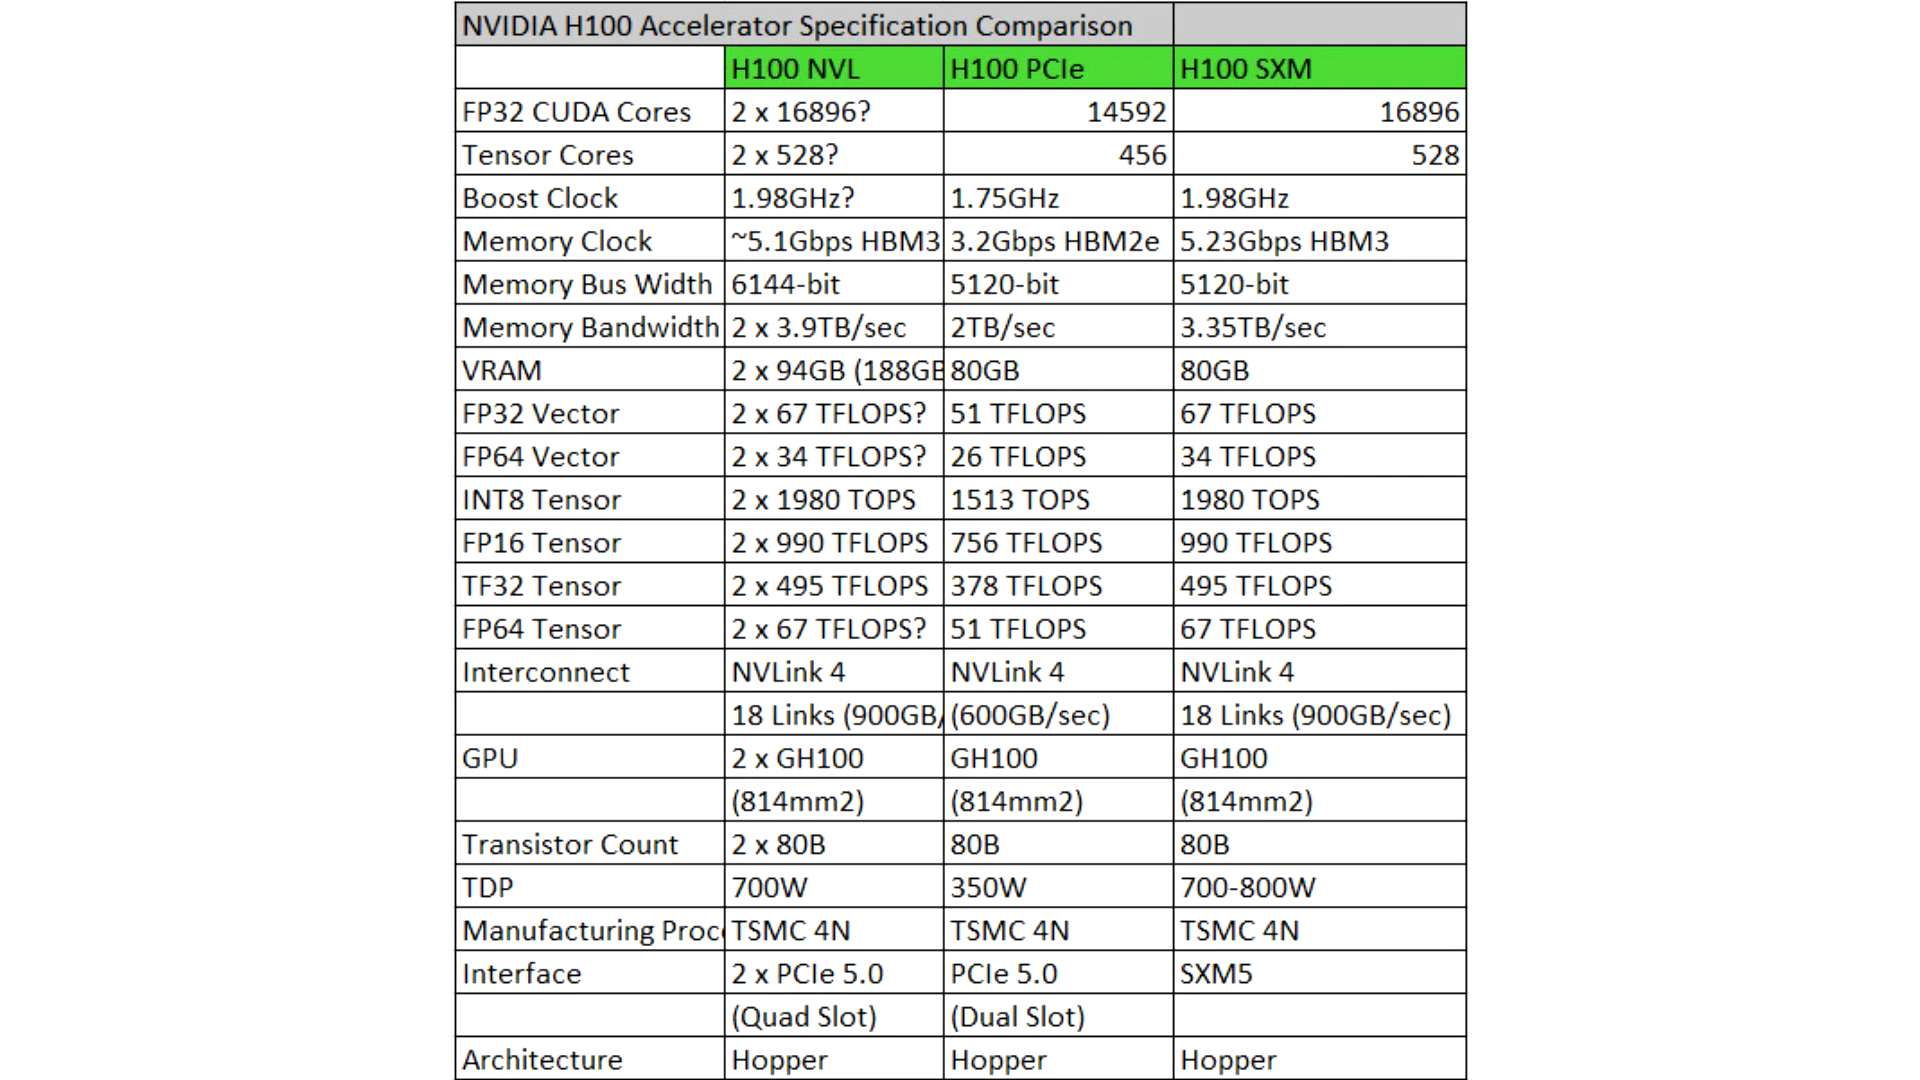 NVIDIA H100 Accelerator Specification Comparison
H100 NVL H100 PCIe H100 SXM
FP32 CUDA Cores 2 x 16896? 14592 16896
Tensor Cores 2 x 528? 456 528
Boost Clock 1.98GHz? 1.75GHz 1.98GHz
Memory Clock ~5.1Gbps HBM3 3.2Gbps HBM2e 5.23Gbps HBM3
Memory Bus Width 6144-bit 5120-bit 5120-bit
Memory Bandwidth 2 x 3.9TB/sec 2TB/sec 3.35TB/sec
VRAM 2 x 94GB (188GB 80GB 80GB
FP32 Vector 2 x 67 TFLOPS? 51 TFLOPS 67 TFLOPS
FP64 Vector 2 x 34 TFLOPS? 26 TFLOPS 34 TFLOPS
INT8 Tensor 2 x 1980 TOPS 1513 TOPS 1980 TOPS
FP16 Tensor 2 x 990 TFLOPS 756 TFLOPS 990 TFLOPS
TF32 Tensor 2 x 495 TFLOPS 378 TFLOPS 495 TFLOPS
FP64 Tensor 2 x 67 TFLOPS? 51 TFLOPS 67 TFLOPS
Interconnect NVLink 4 NVLink 4 NVLink 4
18 Links (900GB/ (600GB/sec) 18 Links (900GB/sec)
GPU 2 x GH100 GH100 GH100
(814mm2) (814mm2) (814mm2)
Transistor Count 2 x 80B 80B 80B
TDP 700W 350W 700-800W
Manufacturing Proc TSMC 4N TSMC 4N TSMC 4N
Interface 2 x PCIe 5.0 PCIe 5.0 SXM5
(Quad Slot) (Dual Slot)
Architecture Hopper Hopper Hopper